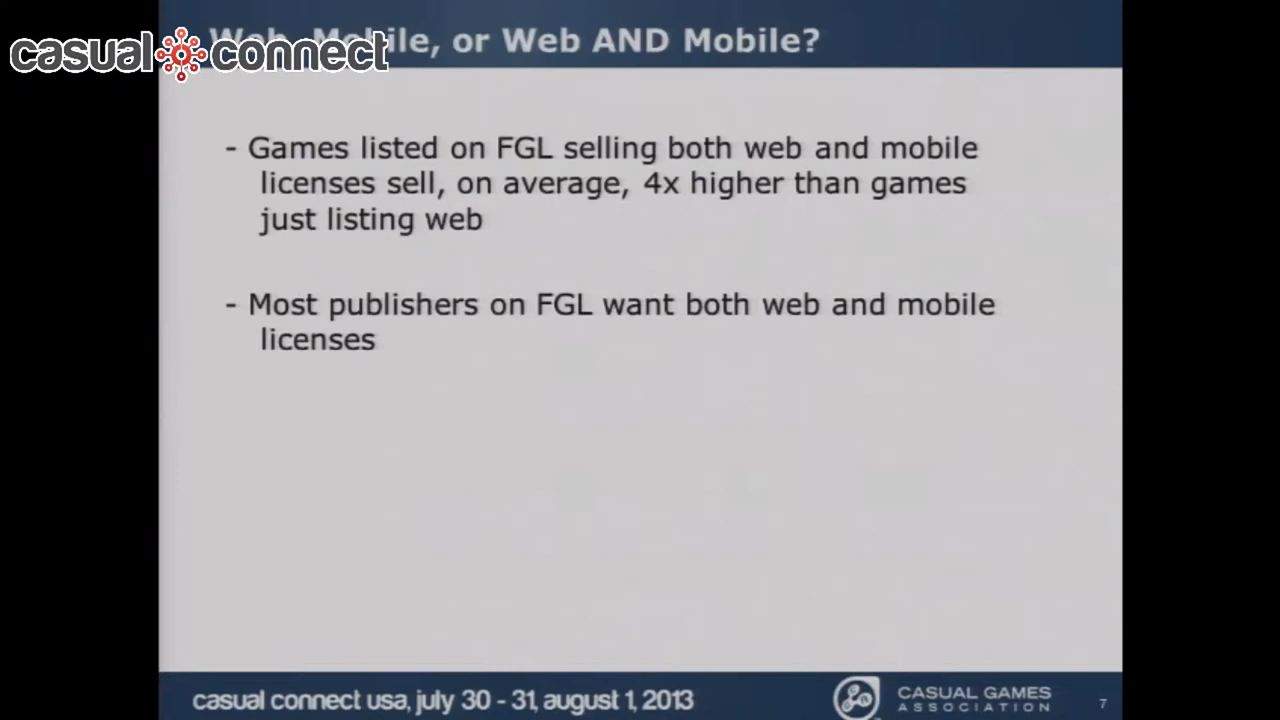 casual connect
Web, Mobile, or Web AND Mobile?
- Games listed on FGL selling both web and mobile
licenses sell, on average, 4x higher than games
just listing web
- Most publishers on FGL want both web and mobile
licenses
casual connect usa, july 30 - 31, august 1, 2013
CASUAL GAMES
ASSOCIATION
7